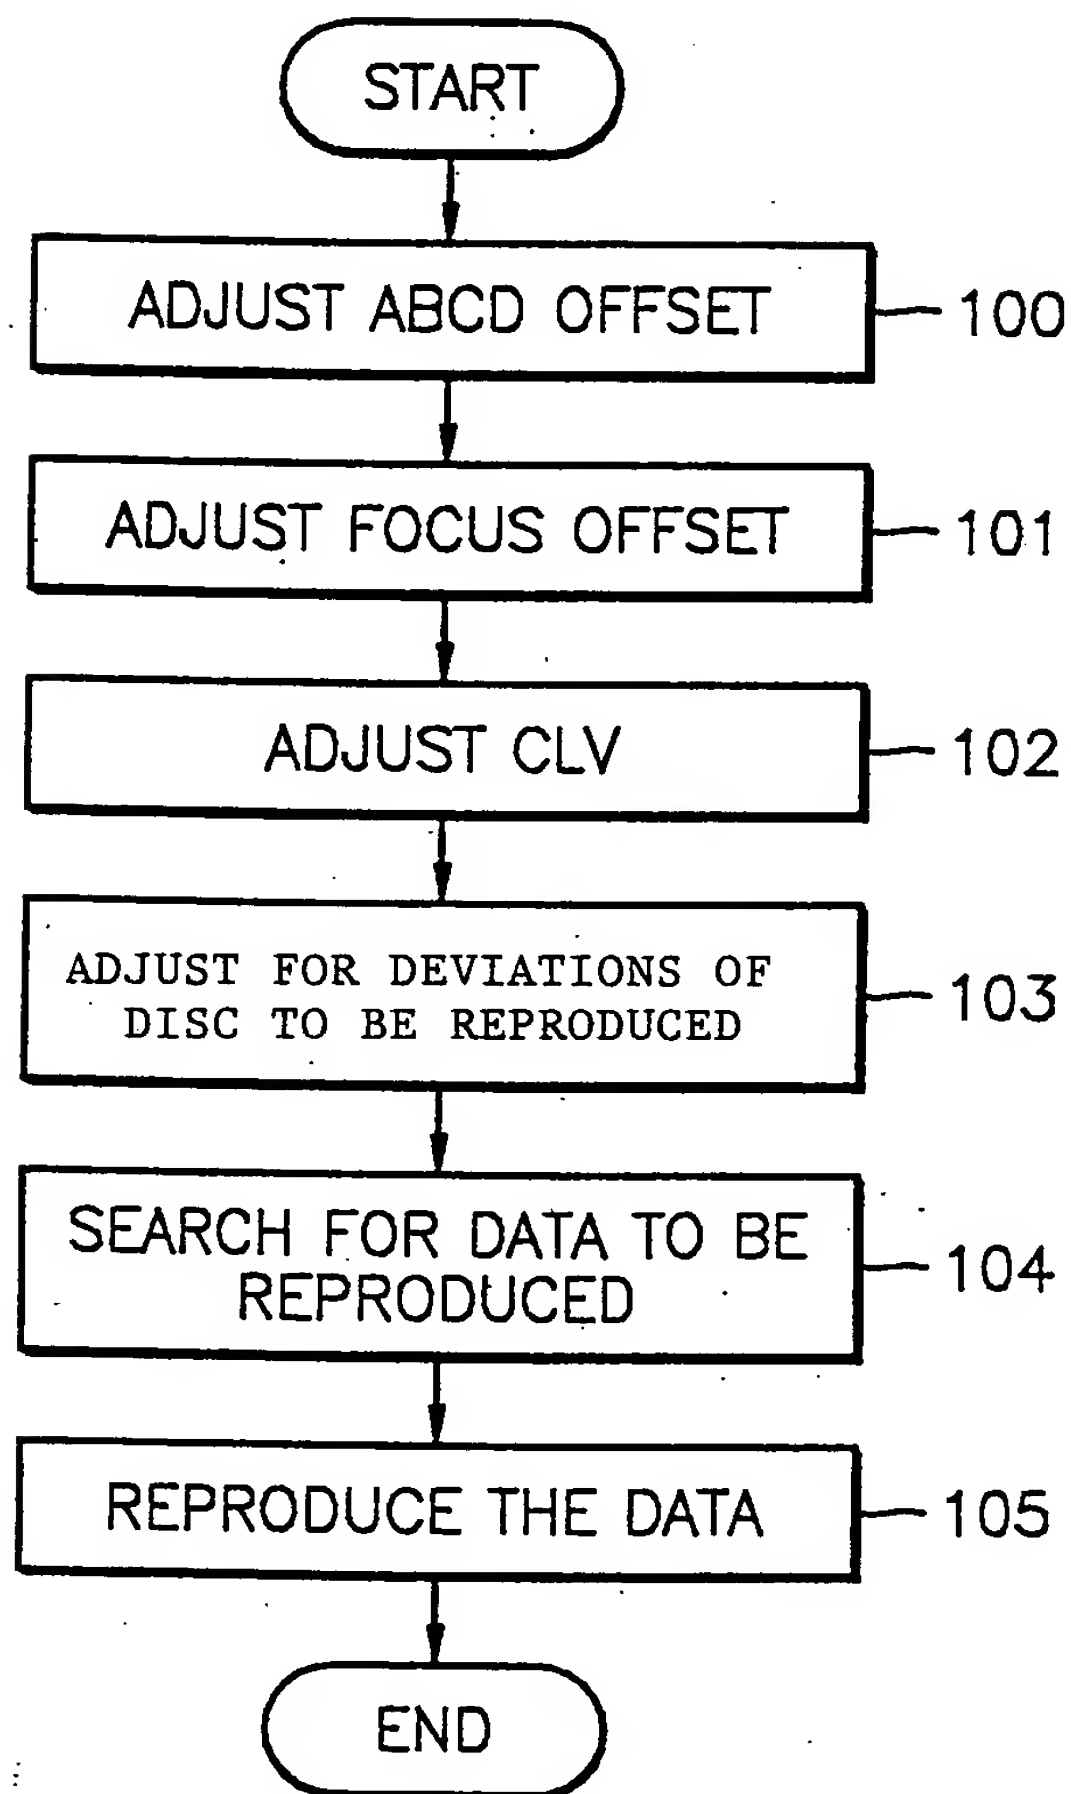 START
ADJUST ABCD OFFSET
100
ADJUST FOCUS OFFSET
101
ADJUST CLV
102
ADJUST FOR DEVIATIONS OF
DISC TO BE REPRODUCED
103
SEARCH FOR DATA TO BE
REPRODUCED
104
REPRODUCE THE DATA
105
END